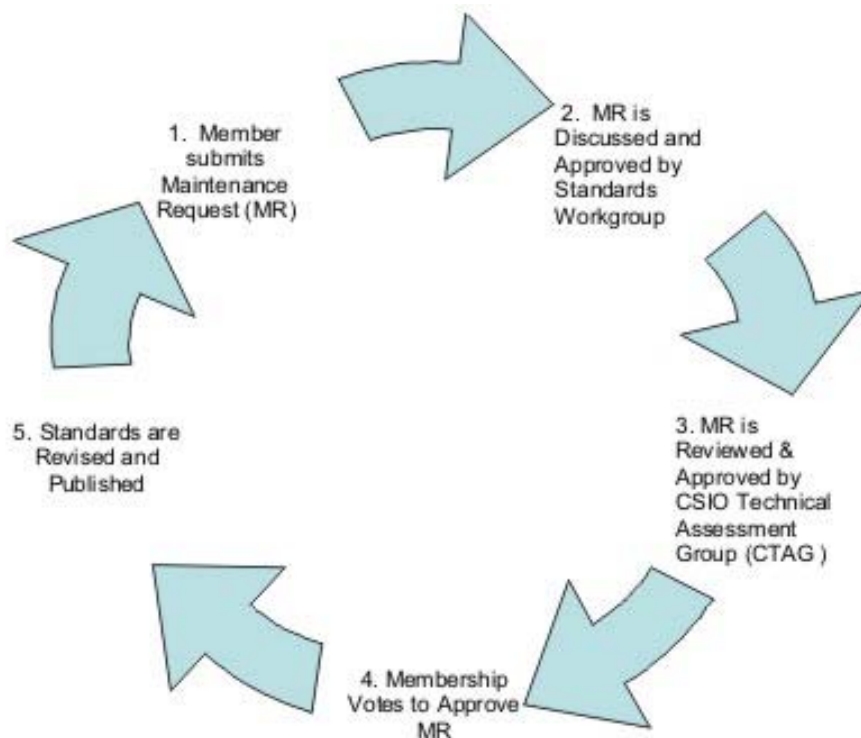 1. Member
submits
Maintenance
Request (MR)
2. MR is
Discussed and
Approved by
Standards
Workgroup
3. MR is
Reviewed &
Approved by
CSIO Technical
Assessment
Group (CTAG )
4. Membership
Votes to Approve
MR
5. Standards are
Revised and
Published